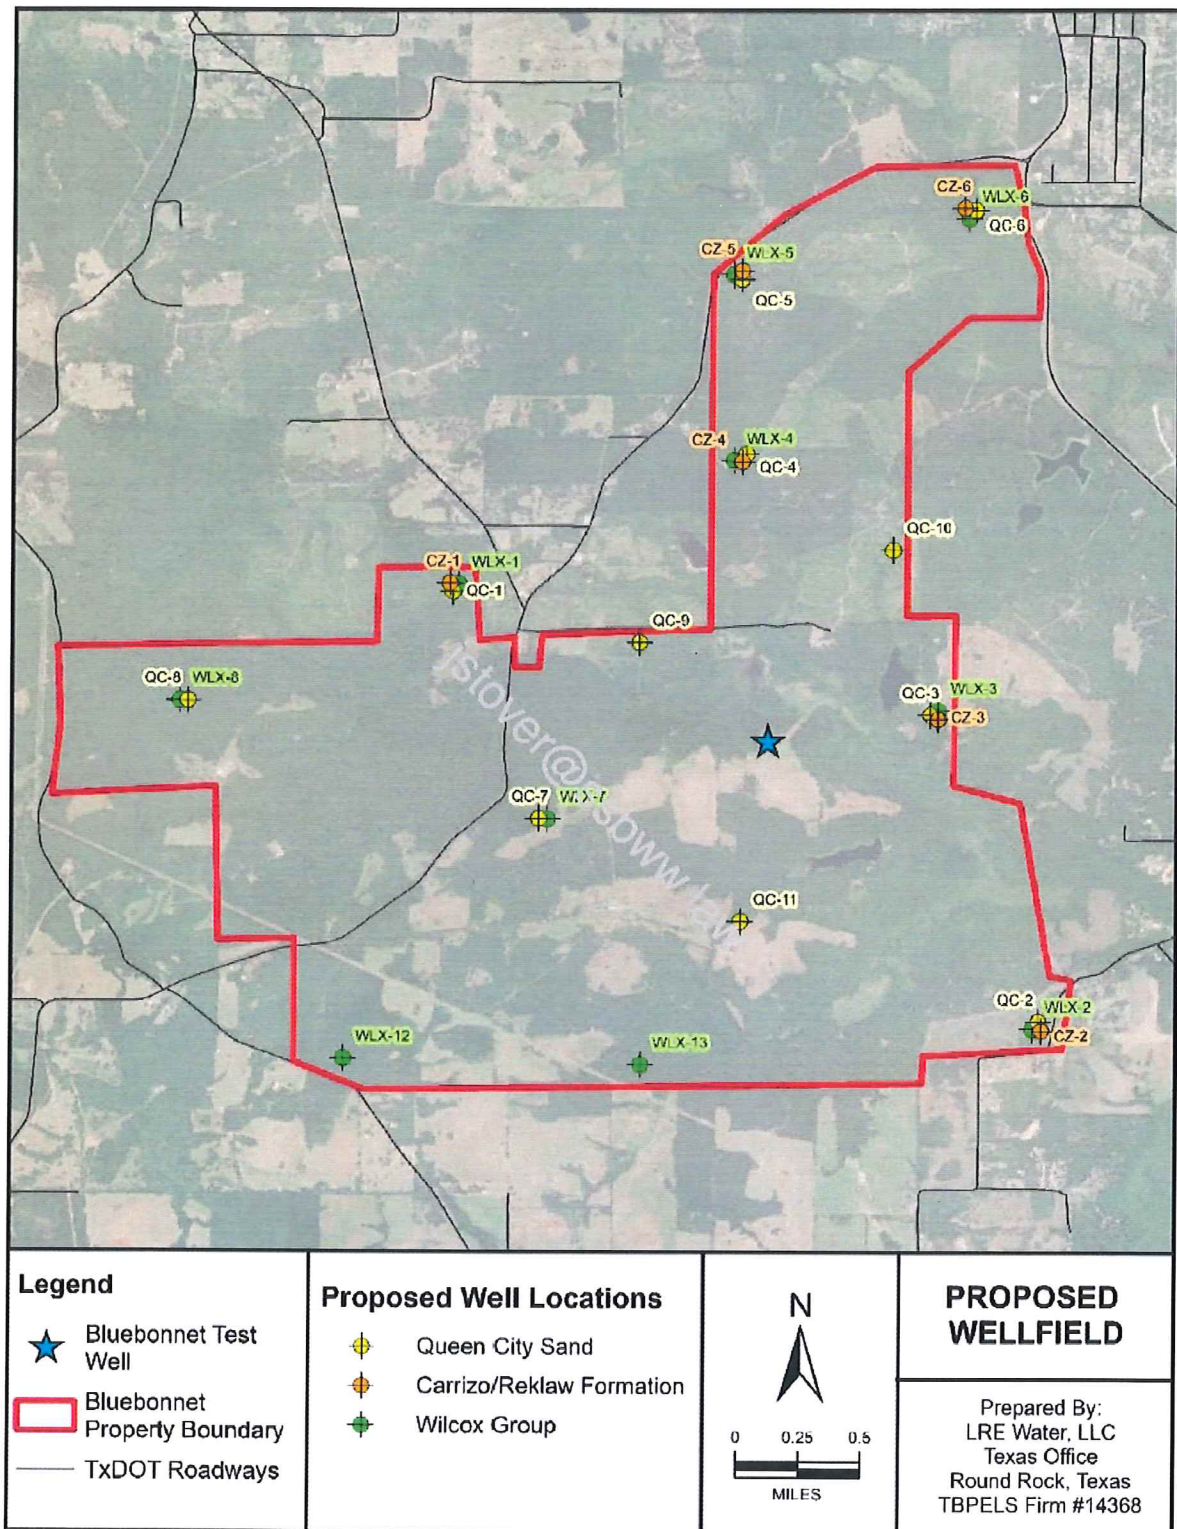 CZ-6
WLX-6
QC-6
CZ-5
WLX-5
QC-5
CZ-4
WLX-4
QC-4
QC-10
CZ-1
WLX-1
QC-1
QC-9
QC-8
WLX-8
QC-3
WLX-3
CZ-3
QC-7
WLX-7
QC-11
QC-2
WLX-2
CZ-2
WLX-12
WLX-13
Legend
Bluebonnet Test
Well
Bluebonnet
Property Boundary
TxDOT Roadways
Proposed Well Locations
Queen City Sand
Carrizo/Reklaw Formation
Wilcox Group
N
0 0.25 0.5
MILES
PROPOSED
WELLFIELD
Prepared By:
LRE Water, LLC
Texas Office
Round Rock, Texas
TBPELS Firm #14368